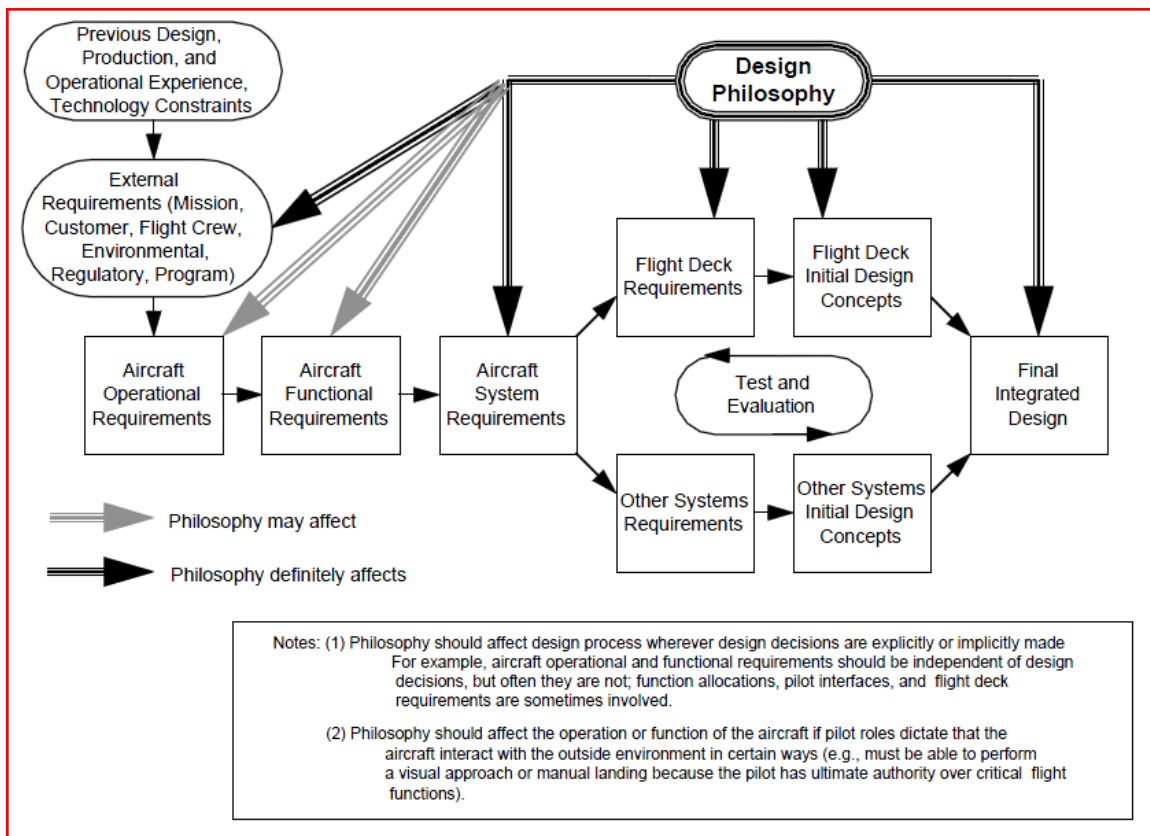 Previous Design,
Production, and
Operational Experience,
Technology Constraints
Design
Philosophy
External
Requirements (Mission,
Customer, Flight Crew,
Environmental,
Regulatory, Program)
Flight Deck
Requirements
Flight Deck
Initial Design
Concepts
Aircraft
Operational
Requirements
Aircraft
Functional
Requirements
Aircraft
System
Requirements
Test and
Evaluation
Final
Integrated
Design
Other Systems
Requirements
Other Systems
Initial Design
Concepts
Philosophy may affect
Philosophy definitely affects
Notes: (1) Philosophy should affect design process wherever design decisions are explicitly or implicitly made
For example, aircraft operational and functional requirements should be independent of design
decisions, but often they are not; function allocations, pilot interfaces, and flight deck
requirements are sometimes involved.
(2) Philosophy should affect the operation or function of the aircraft if pilot roles dictate that the
aircraft interact with the outside environment in certain ways (e.g., must be able to perform
a visual approach or manual landing because the pilot has ultimate authority over critical flight
functions).